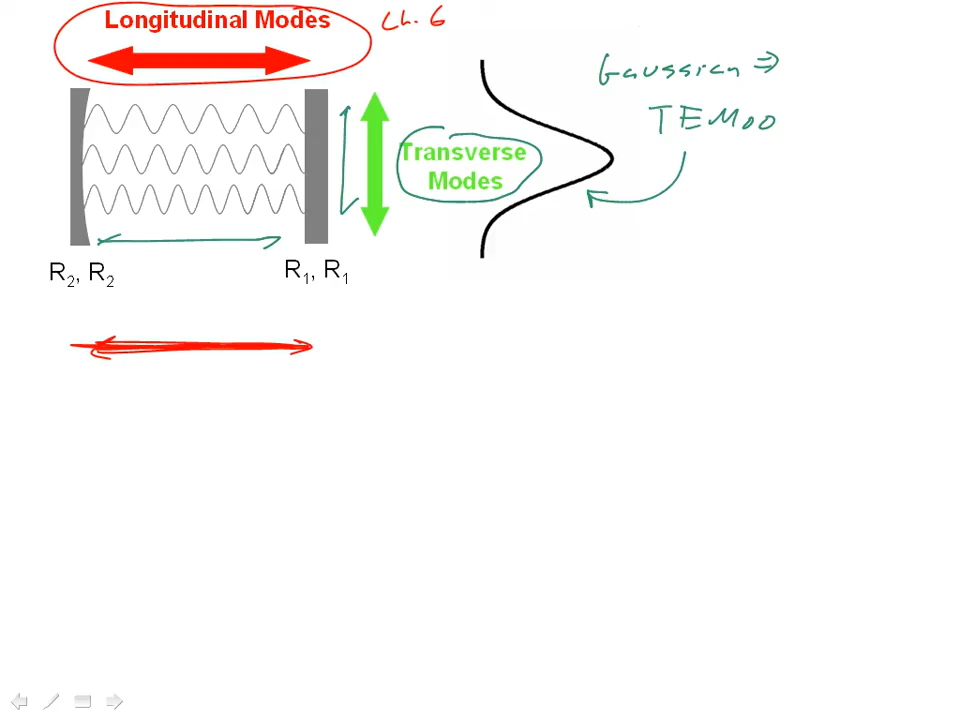 Longitudinal Modes
Ch. 6
Gaussian ⇒
TEM00
Transverse
Modes
R2, R2
R1, R1